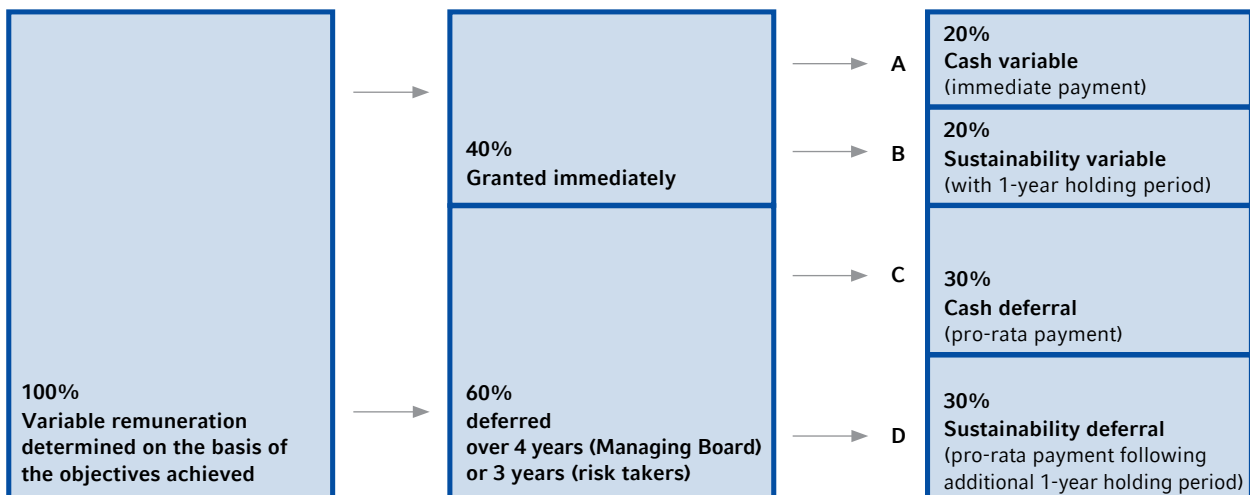 100%
Variable remuneration
determined on the basis of
the objectives achieved
40%
Granted immediately
60%
deferred
over 4 years (Managing Board)
or 3 years (risk takers)
A
20%
Cash variable
(immediate payment)
B
20%
Sustainability variable
(with 1-year holding period)
C
30%
Cash deferral
(pro-rata payment)
D
30%
Sustainability deferral
(pro-rata payment following
additional 1-year holding period)